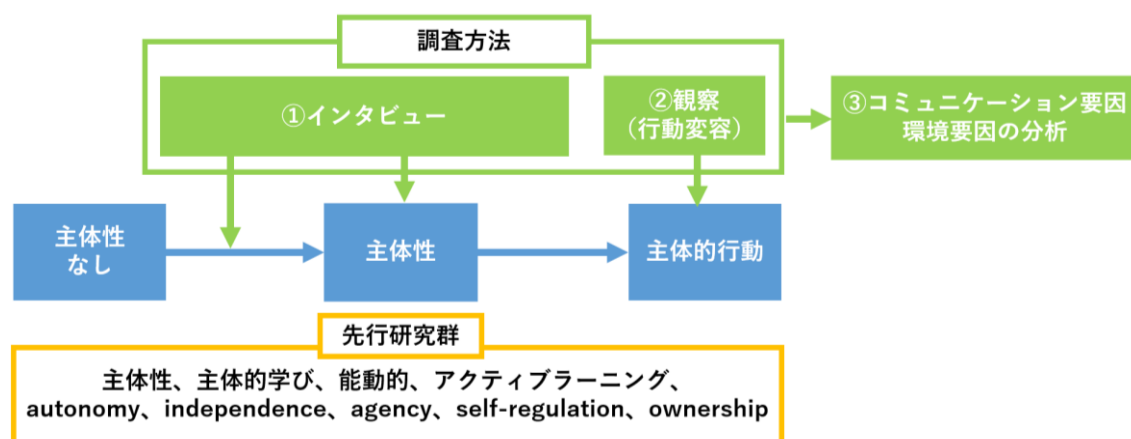 調査方法
①インタビュー
②観察
（行動変容）
③コミュニケーション要因
環境要因の分析
主体性
なし
主体性
主体的行動
先行研究群
主体性、主体的学び、能動的、アクティブラーニング、
autonomy、independence、agency、self-regulation、ownership